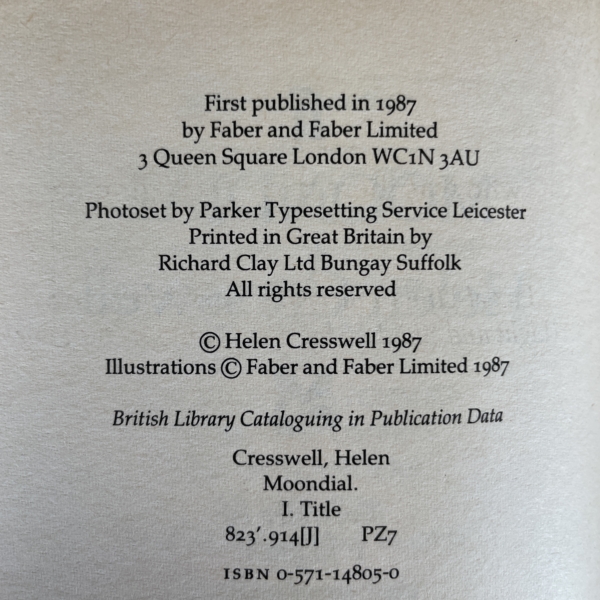 First published in 1987
by Faber and Faber Limited
3 Queen Square London WC1N 3AU
Photoset by Parker Typesetting Service Leicester
Printed in Great Britain by
Richard Clay Ltd Bungay Suffolk
All rights reserved
© Helen Cresswell 1987
Illustrations © Faber and Faber Limited 1987
British Library Cataloguing in Publication Data
Cresswell, Helen
Moondial.
I. Title
823′.914[J] PZ7
ISBN 0-571-14805-0